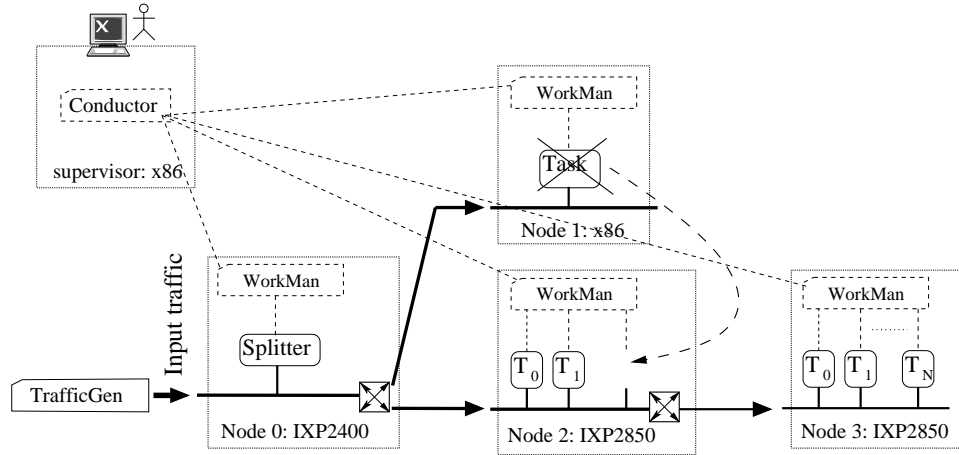 X
Conductor
supervisor: x86
WorkMan
Task
Node 1: x86
Input traffic
TrafficGen
WorkMan
Splitter
Node 0: IXP2400
WorkMan
T0
T1
Node 2: IXP2850
WorkMan
T0
T1
TN
Node 3: IXP2850